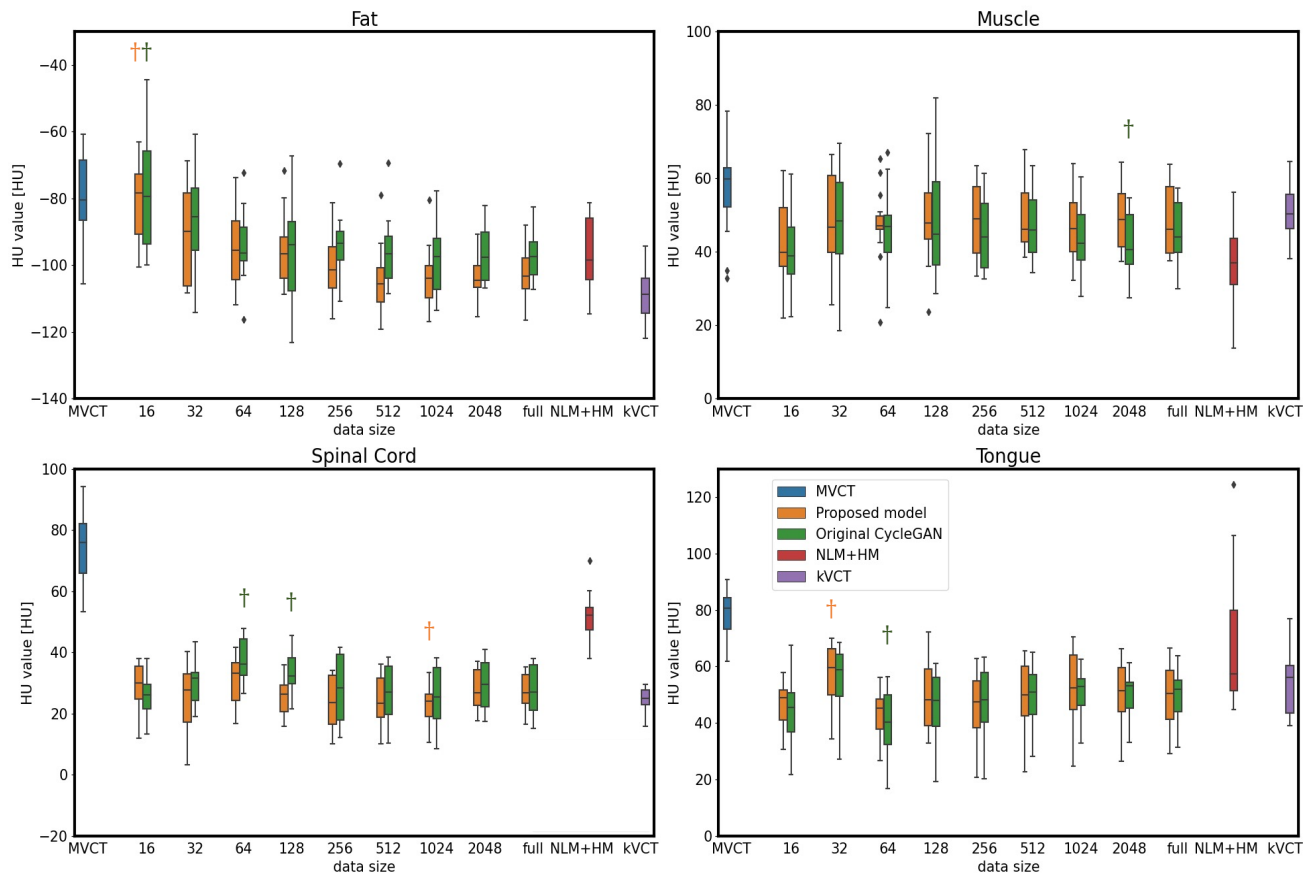 Fat
HU value [HU]
−40
−60
−80
−100
−120
−140
† †
MVCT 16 32 64 128 256 512 1024 2048 full NLM+HM kVCT
data size
Muscle
HU value [HU]
100
80
60
40
20
0
†
MVCT 16 32 64 128 256 512 1024 2048 full NLM+HM kVCT
data size
Spinal Cord
HU value [HU]
100
80
60
40
20
0
−20
† † †
MVCT 16 32 64 128 256 512 1024 2048 full NLM+HM kVCT
data size
Tongue
HU value [HU]
120
100
80
60
40
20
0
MVCT
Proposed model
Original CycleGAN
NLM+HM
kVCT
† †
MVCT 16 32 64 128 256 512 1024 2048 full NLM+HM kVCT
data size